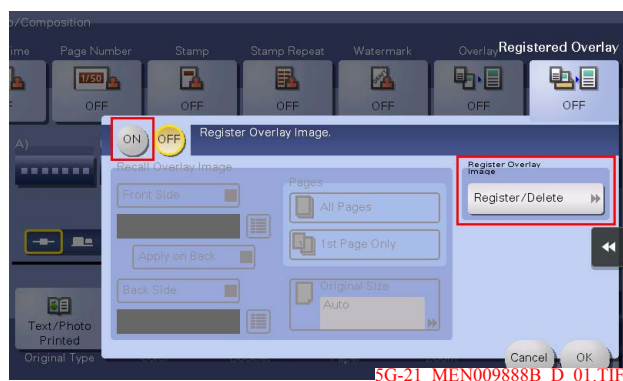 o/Composition
ime
Page Number
Stamp
Stamp Repeat
Watermark
Overlay
Registered Overlay
1/50
OFF
OFF
OFF
OFF
OFF
OFF
A)
ON
OFF
Register Overlay Image.
Recall Overlay Image
Front Side
Apply on Back
Back Side
Pages
All Pages
1st Page Only
Original Size
Auto
Register Overlay
Image
Register/Delete
Text/Photo
Printed
Original Type
Cancel
OK
5G-21_MEN009888B_D_01.TIF